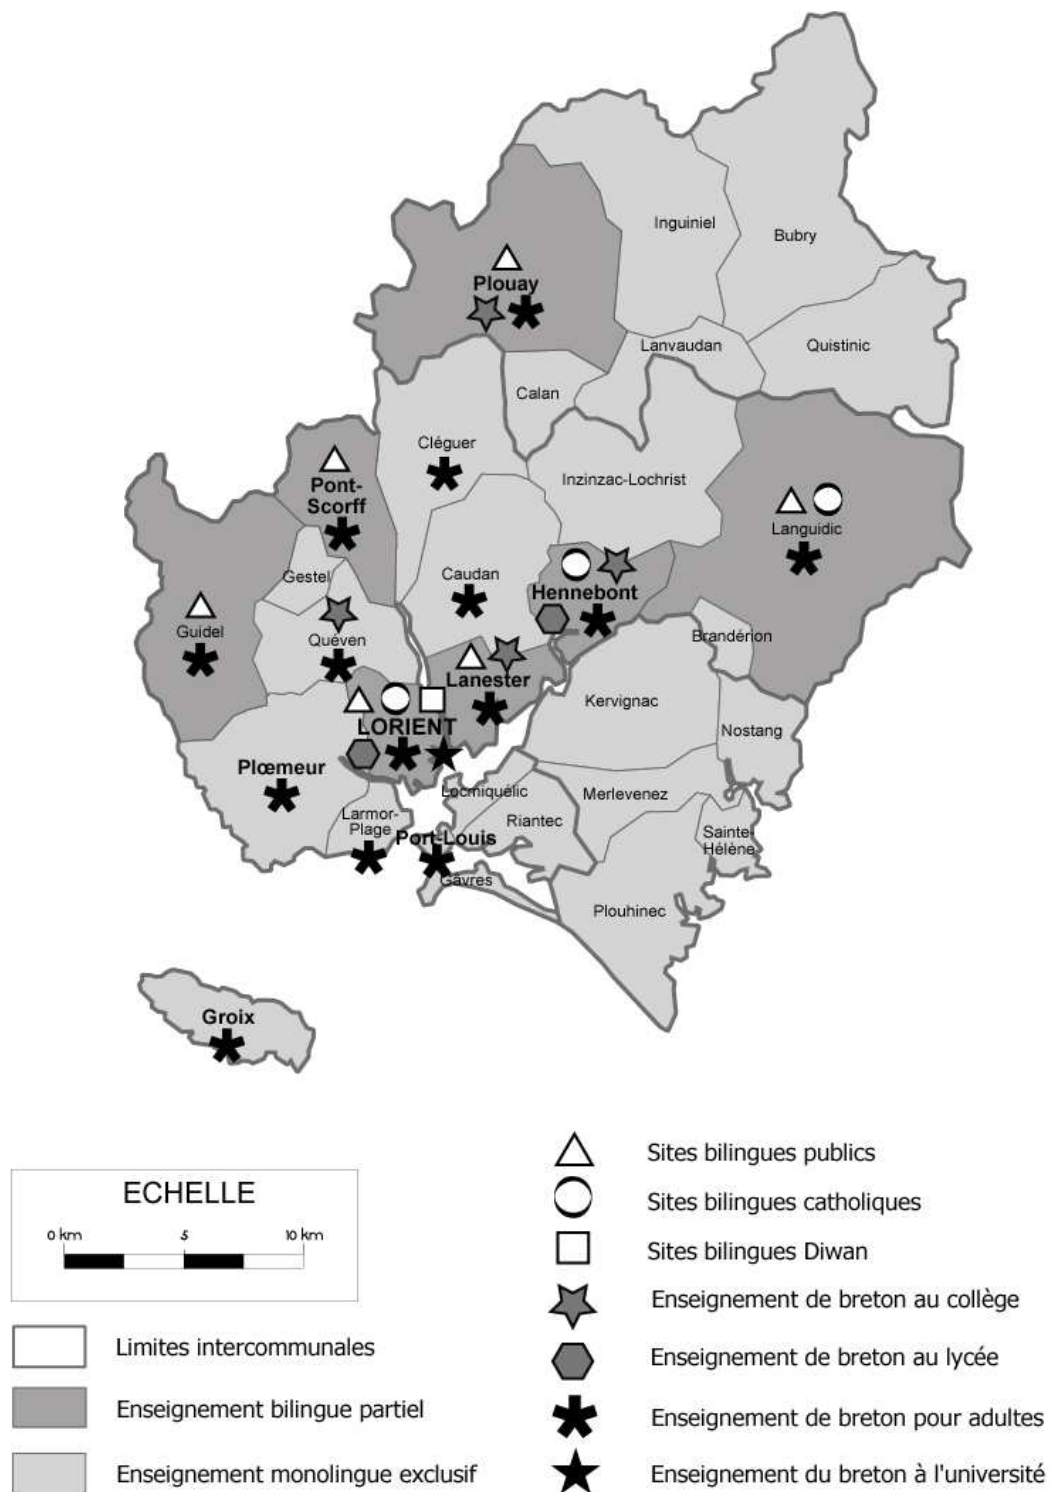 Inguiniel
Bubry
Plouay
Lanvaudan
Quistinic
Calan
Cléguer
Pont-
Scorff
Inzinzac-Lochrist
Languidic
Gestel
Caudan
Hennebont
Guidel
Quéven
Brandérion
Lanester
Kervignac
LORIENT
Nostang
Plœmeur
Locmiquélic
Merlevenez
Larmor-
Plage
Riantec
Port-Louis
Sainte-
Hélène
Gâvres
Plouhinec
Groix
ECHELLE
0 km 5 10 km
Limites intercommunales
Enseignement bilingue partiel
Enseignement monolingue exclusif
Sites bilingues publics
Sites bilingues catholiques
Sites bilingues Diwan
Enseignement de breton au collège
Enseignement de breton au lycée
Enseignement de breton pour adultes
Enseignement du breton à l'université